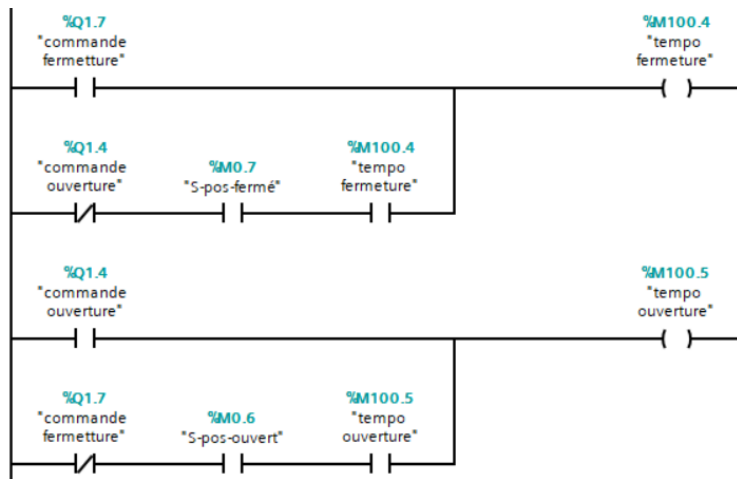 %Q1.7
"commande
fermetture"
%M100.4
"tempo
fermeture"
%Q1.4
"commande
ouverture"
%M0.7
"S-pos-fermé"
%M100.4
"tempo
fermeture"
%Q1.4
"commande
ouverture"
%M100.5
"tempo
ouverture"
%Q1.7
"commande
fermetture"
%M0.6
"S-pos-ouvert"
%M100.5
"tempo
ouverture"